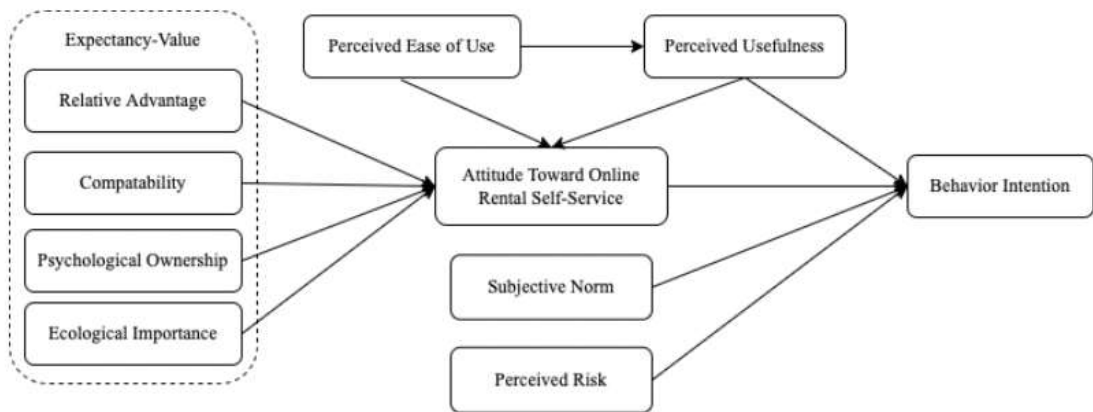 Expectancy-Value
Relative Advantage
Compatability
Psychological Ownership
Ecological Importance
Perceived Ease of Use
Perceived Usefulness
Attitude Toward Online
Rental Self-Service
Subjective Norm
Perceived Risk
Behavior Intention